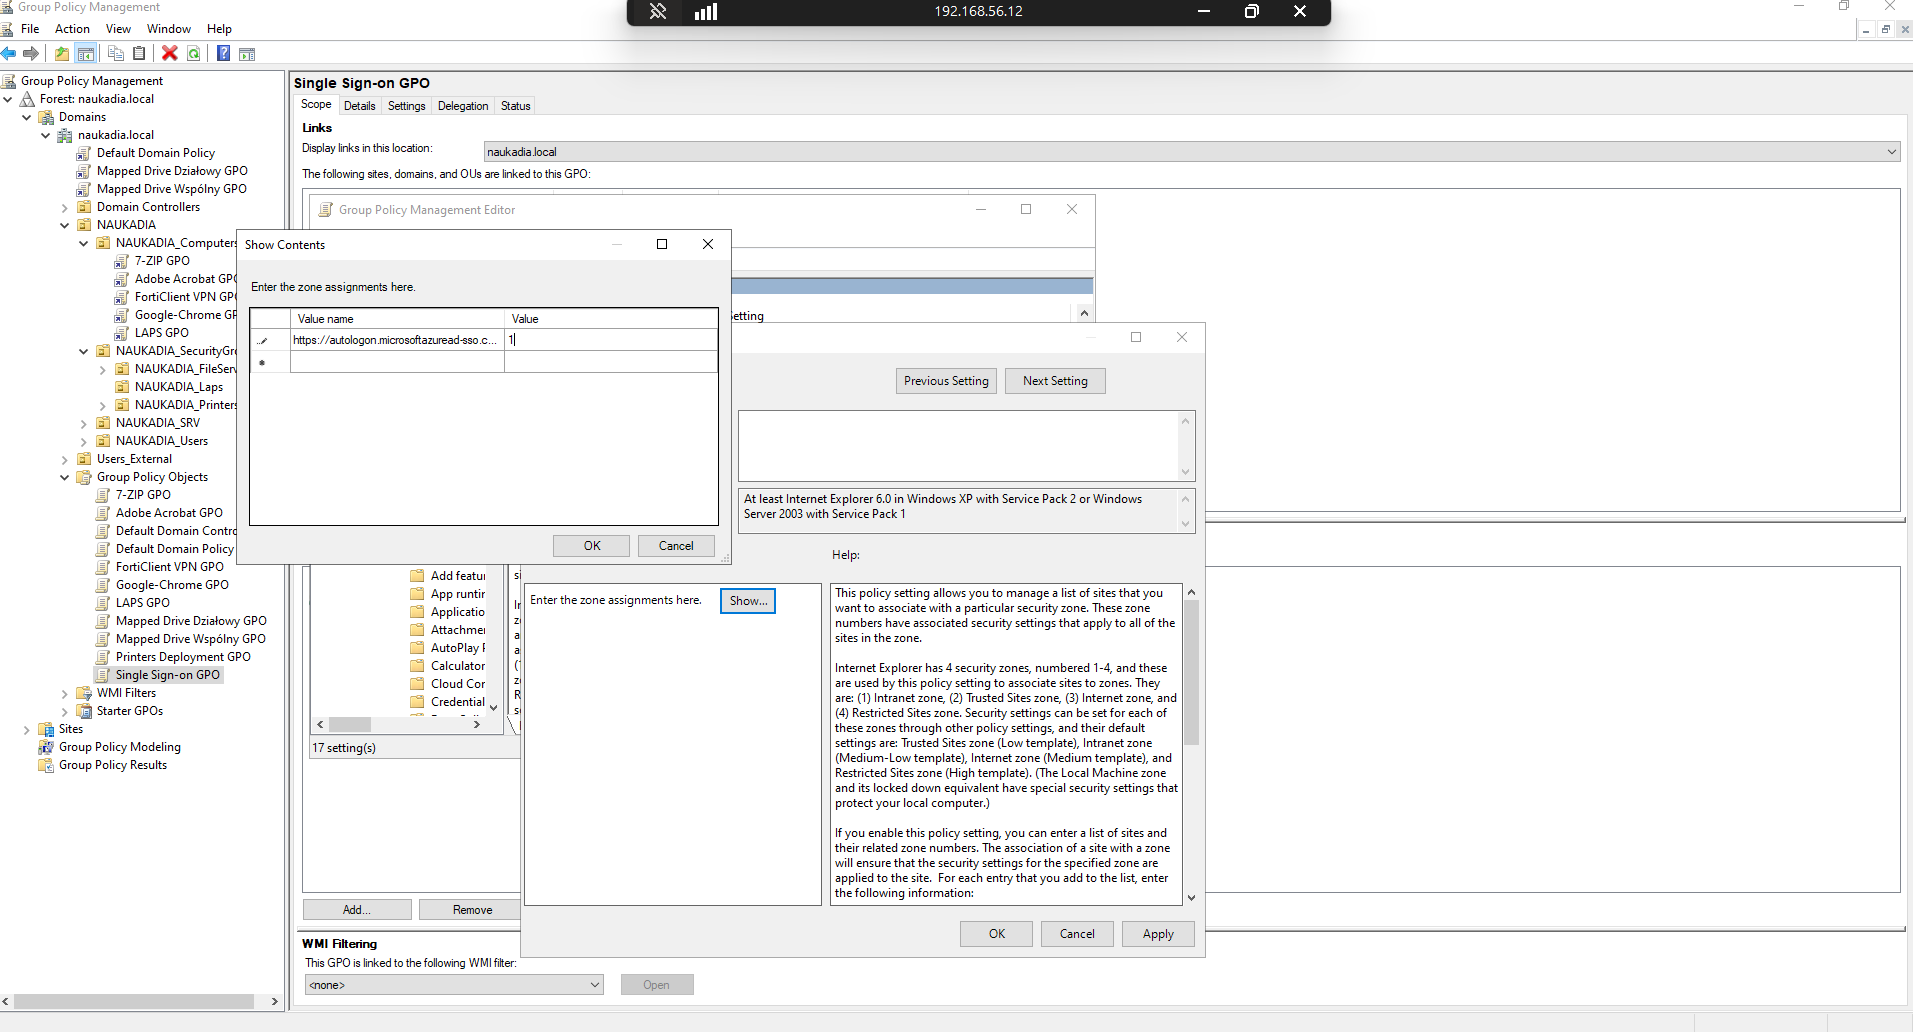 Group Policy Management
192.168.56.12
File Action View Window Help
Group Policy Management
Forest: naukadia.local
Domains
naukadia.local
Default Domain Policy
Mapped Drive Działowy GPO
Mapped Drive Wspólny GPO
Domain Controllers
NAUKADIA
NAUKADIA_Computers
7-ZIP GPO
Adobe Acrobat GPO
FortiClient VPN GPO
Google-Chrome GP
LAPS GPO
NAUKADIA_SecurityGro
NAUKADIA_FileServ
NAUKADIA_Laps
NAUKADIA_Printers
NAUKADIA_SRV
NAUKADIA_Users
Users_External
Group Policy Objects
7-ZIP GPO
Adobe Acrobat GPO
Default Domain Contro
Default Domain Policy
FortiClient VPN GPO
Google-Chrome GPO
LAPS GPO
Mapped Drive Działowy GPO
Mapped Drive Wspólny GPO
Printers Deployment GPO
Single Sign-on GPO
WMI Filters
Starter GPOs
Sites
Group Policy Modeling
Group Policy Results
Single Sign-on GPO
Scope Details Settings Delegation Status
Links
Display links in this location:
naukadia.local
The following sites, domains, and OUs are linked to this GPO:
Group Policy Management Editor
etting
Show Contents
Enter the zone assignments here.
Value name Value
https://autologon.microsoftazuread-sso.c... 1
OK Cancel
Previous Setting Next Setting
At least Internet Explorer 6.0 in Windows XP with Service Pack 2 or Windows
Server 2003 with Service Pack 1
Help:
Add featur
App runtir
Applicatio
Attachmer
AutoPlay P
Calculator
Cloud Cor
Credential
17 setting(s)
Enter the zone assignments here. Show...
This policy setting allows you to manage a list of sites that you
want to associate with a particular security zone. These zone
numbers have associated security settings that apply to all of the
sites in the zone.
Internet Explorer has 4 security zones, numbered 1-4, and these
are used by this policy setting to associate sites to zones. They
are: (1) Intranet zone, (2) Trusted Sites zone, (3) Internet zone, and
(4) Restricted Sites zone. Security settings can be set for each of
these zones through other policy settings, and their default
settings are: Trusted Sites zone (Low template), Intranet zone
(Medium-Low template), Internet zone (Medium template), and
Restricted Sites zone (High template). (The Local Machine zone
and its locked down equivalent have special security settings that
protect your local computer.)
If you enable this policy setting, you can enter a list of sites and
their related zone numbers. The association of a site with a zone
will ensure that the security settings for the specified zone are
applied to the site.  For each entry that you add to the list, enter
the following information:
OK Cancel Apply
Add... Remove
WMI Filtering
This GPO is linked to the following WMI filter:
<none> Open